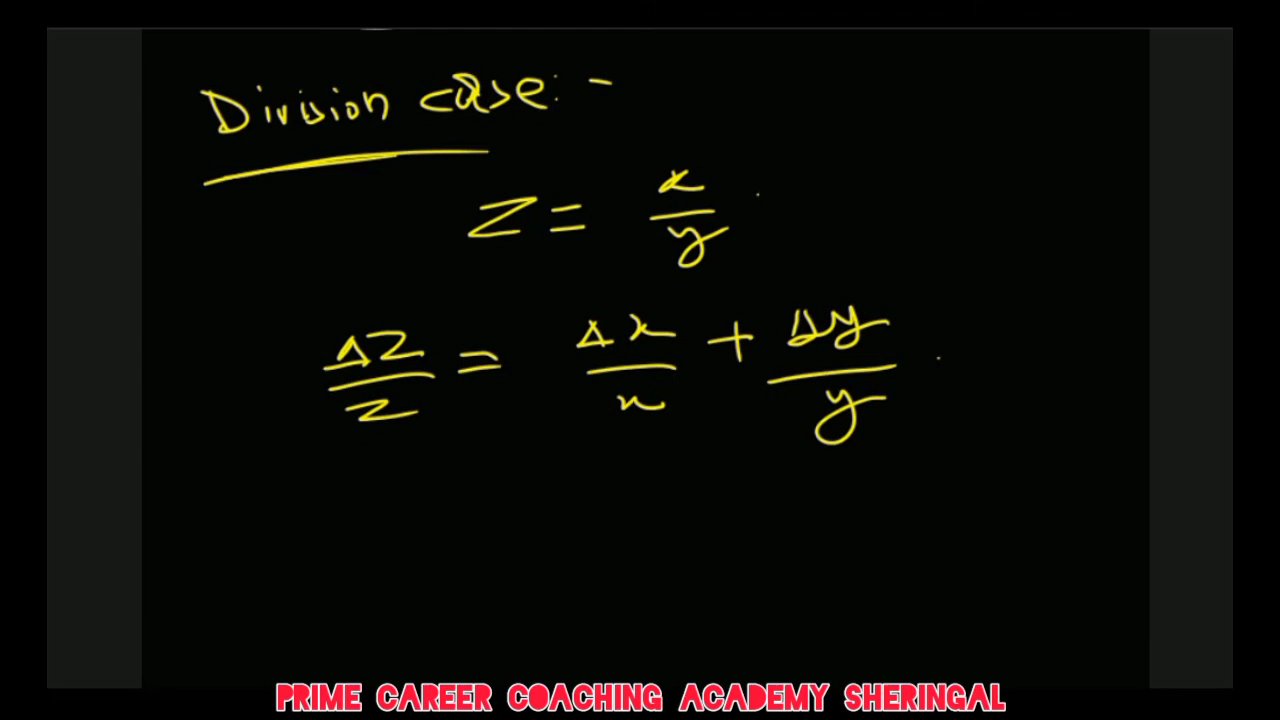 Division case:-
Z = x/y
ΔZ/Z = Δx/x + Δy/y
PRIME CAREER COACHING ACADEMY SHERINGAL